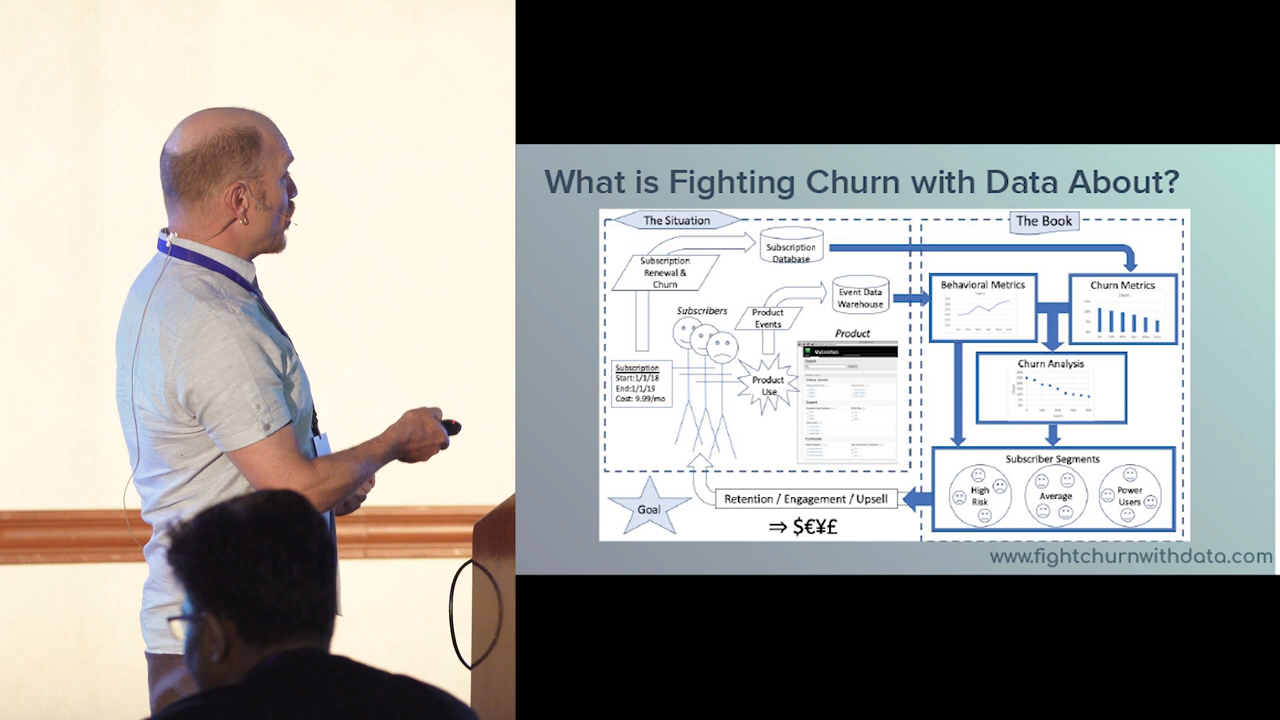 What is Fighting Churn with Data About?
The Situation
The Book
Subscription
Database
Subscription
Renewal &
Churn
Event Data
Warehouse
Subscribers
Product
Events
Product
Subscription
Start:1/1/18
End:1/1/19
Cost: 9.99/mo
Product
Use
Behavioral Metrics
Churn Metrics
Churn
Churn Analysis
Churn
Subscriber Segments
High
Risk
Average
Power
Users
Goal
Retention / Engagement / Upsell
⇒ $€¥£
www.fightchurnwithdata.com